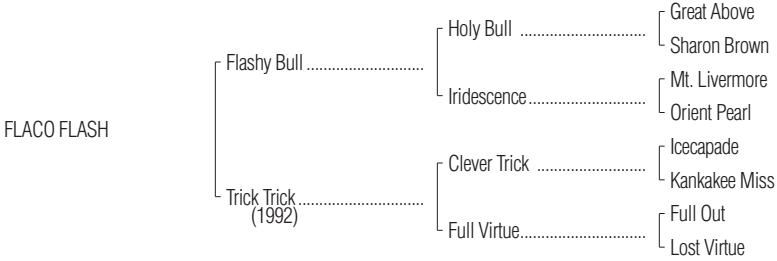 Great Above
Holy Bull ..............................
Sharon Brown
Flashy Bull ............................
Mt. Livermore
Iridescence............................
Orient Pearl
FLACO FLASH
Icecapade
Clever Trick ..........................
Kankakee Miss
Trick Trick..............................
(1992)
Full Out
Full Virtue..............................
Lost Virtue